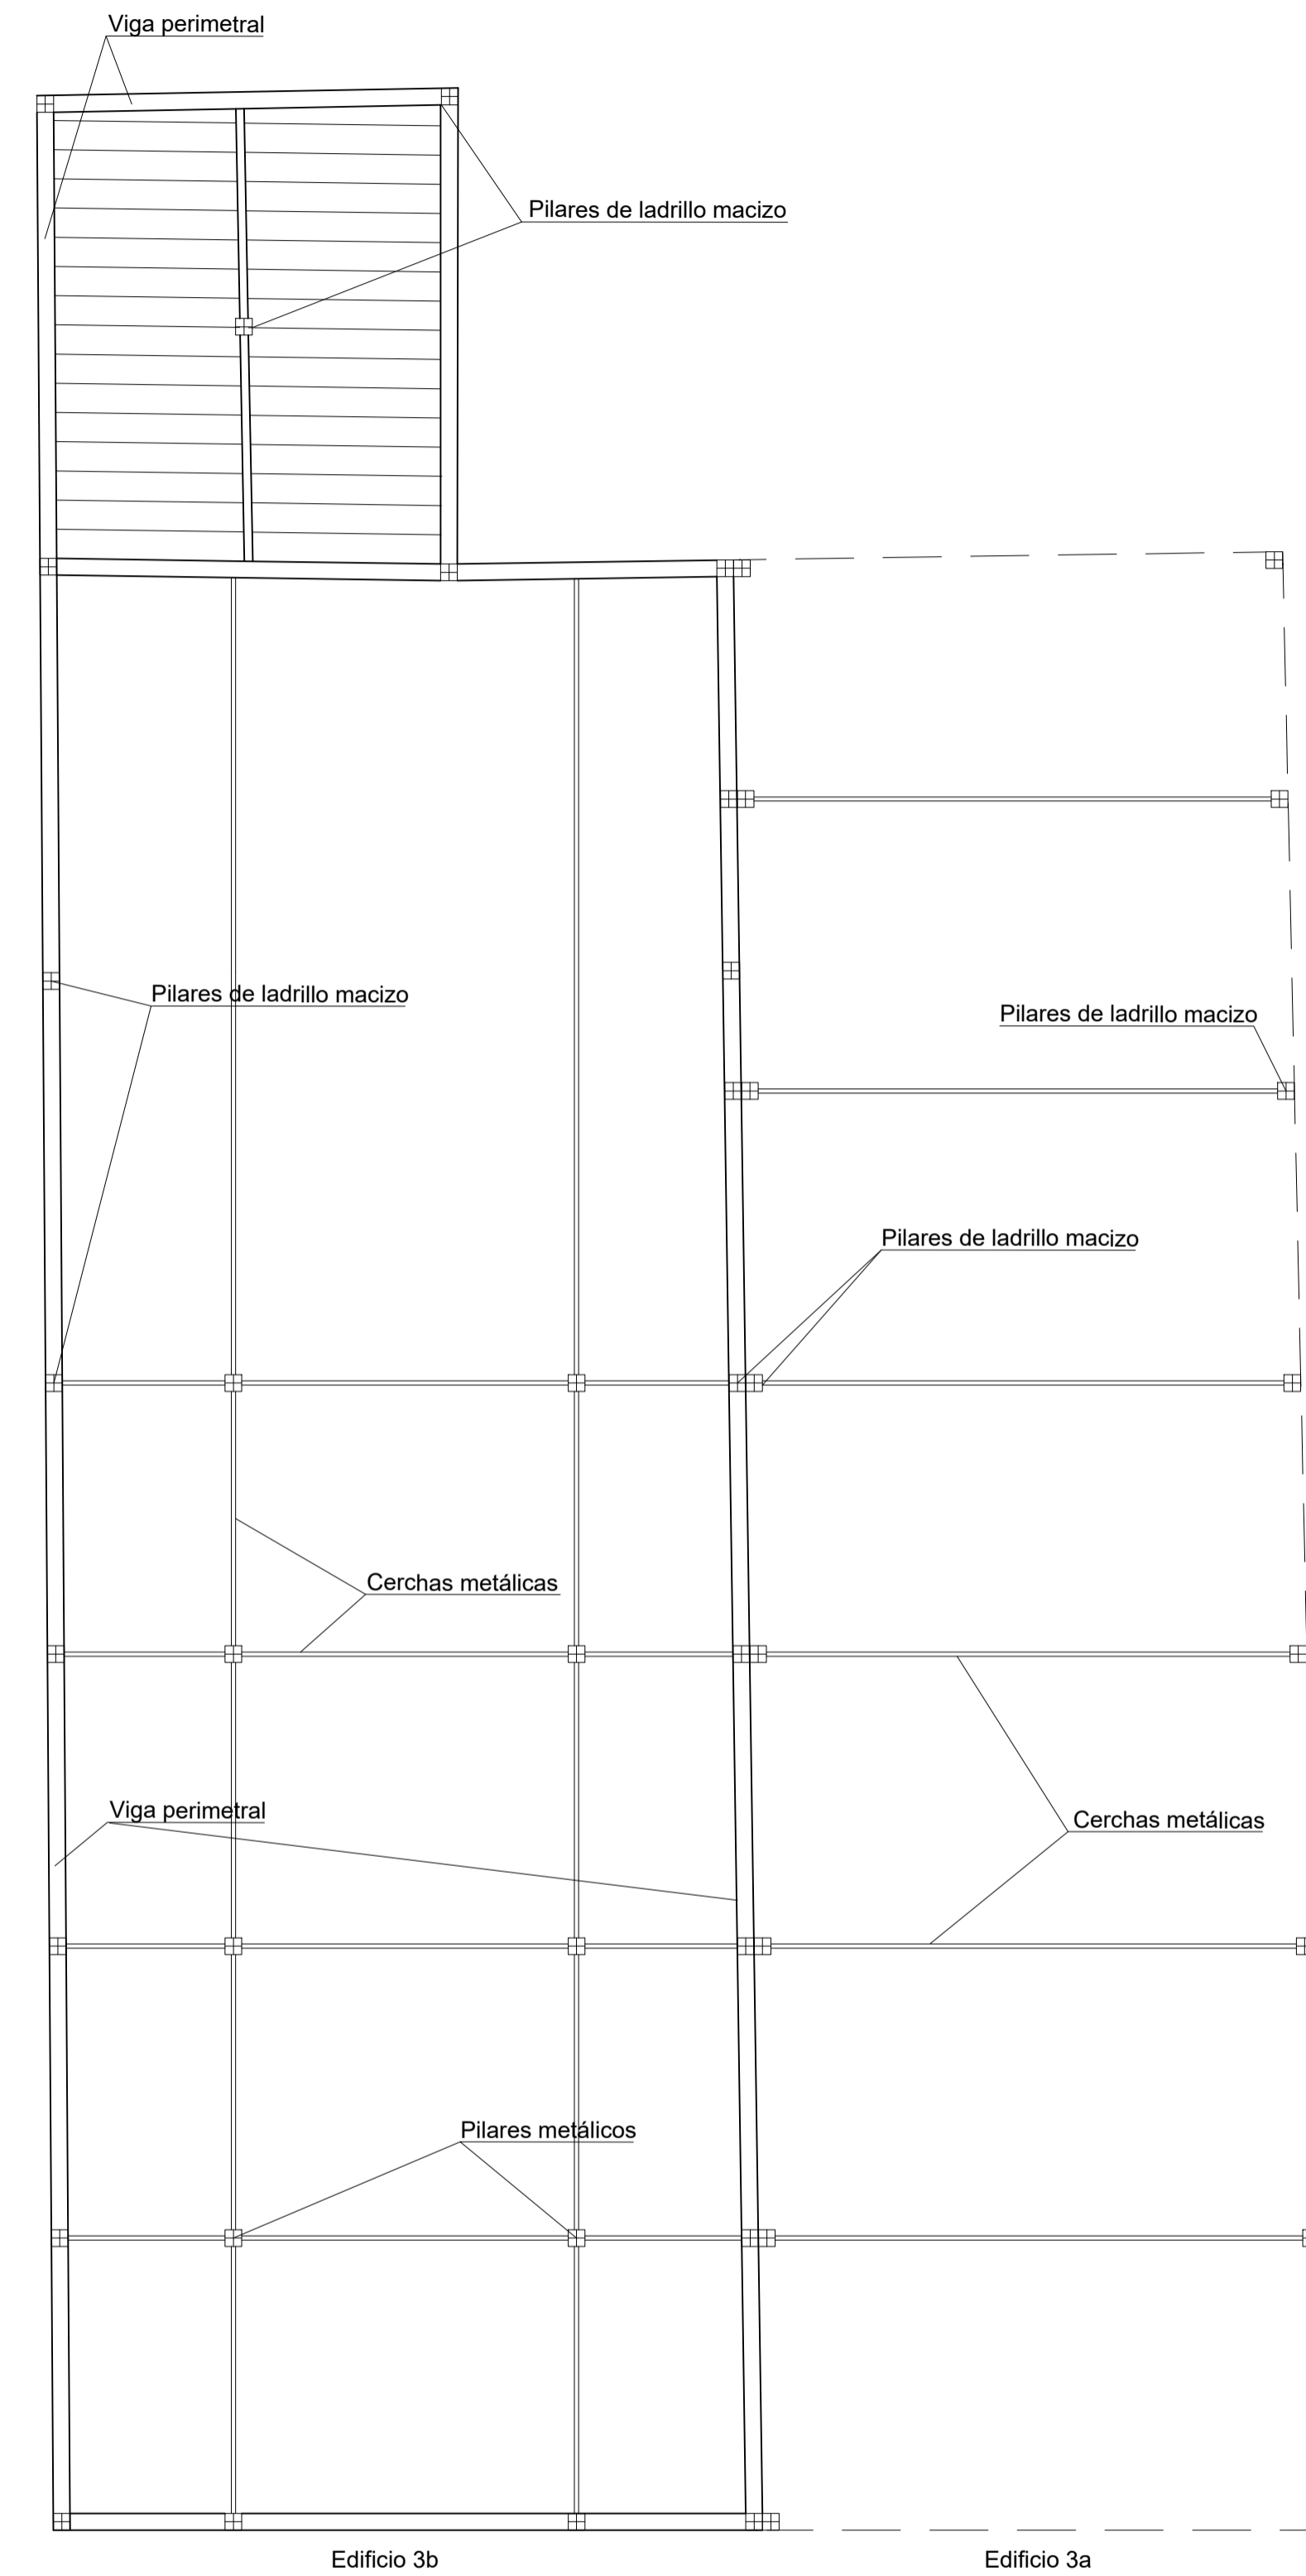 Viga perimetral
Pilares de ladrillo macizo
Pilares de ladrillo macizo
Pilares de ladrillo macizo
Pilares de ladrillo macizo
Cerchas metálicas
Viga perimetral
Cerchas metálicas
Pilares metálicos
Edificio 3b
Edificio 3a